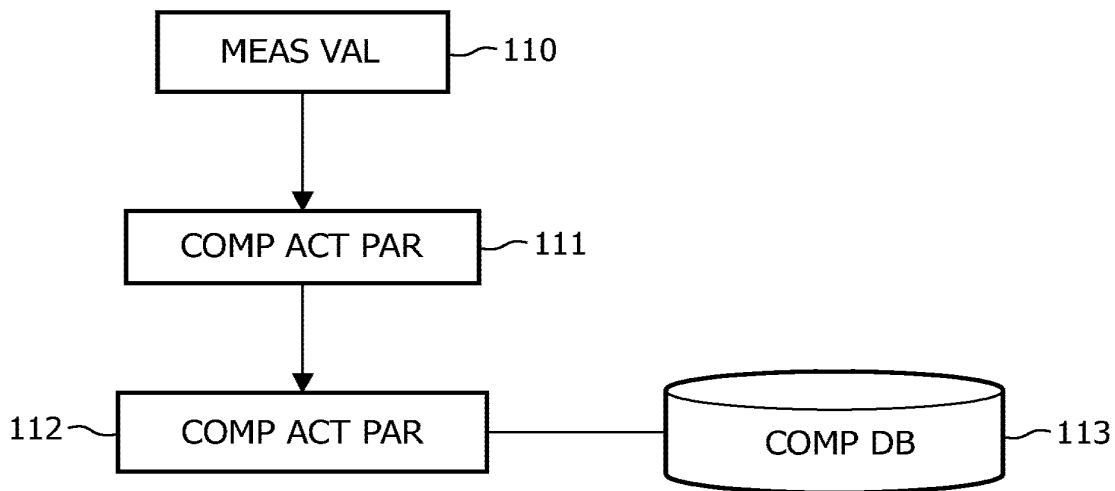 MEAS VAL 110
COMP ACT PAR 111
112 COMP ACT PAR
COMP DB 113